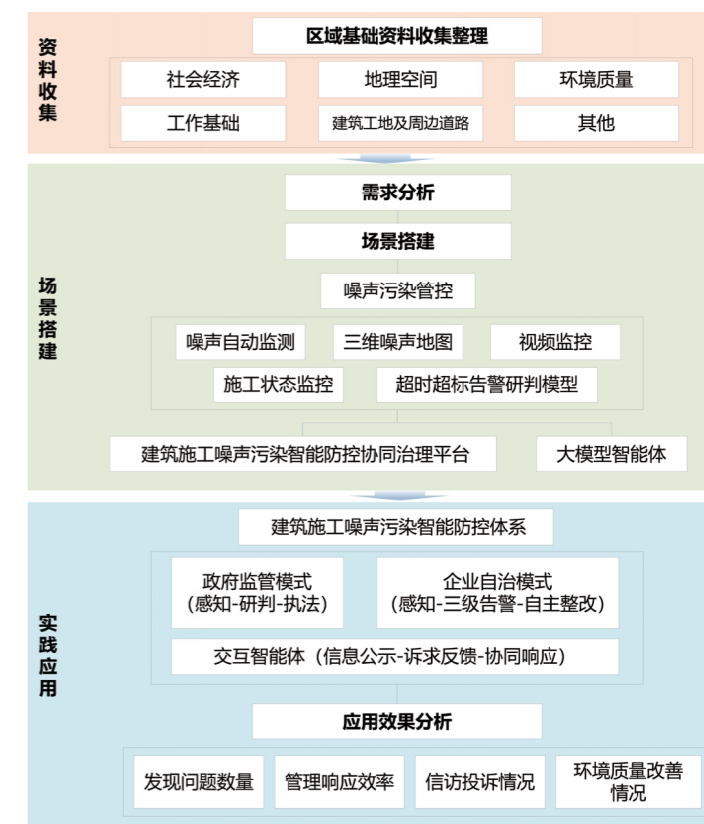 资料收集
区域基础资料收集整理
社会经济
地理空间
环境质量
工作基础
建筑工地及周边道路
其他
场景搭建
需求分析
场景搭建
噪声污染管控
噪声自动监测
三维噪声地图
视频监控
施工状态监控
超时超标告警研判模型
建筑施工噪声污染智能防控协同治理平台
大模型智能体
实践应用
建筑施工噪声污染智能防控体系
政府监管模式
(感知-研判-执法)
企业自治模式
(感知-三级告警-自主整改)
交互智能体（信息公示-诉求反馈-协同响应）
应用效果分析
发现问题数量
管理响应效率
信访投诉情况
环境质量改善
情况